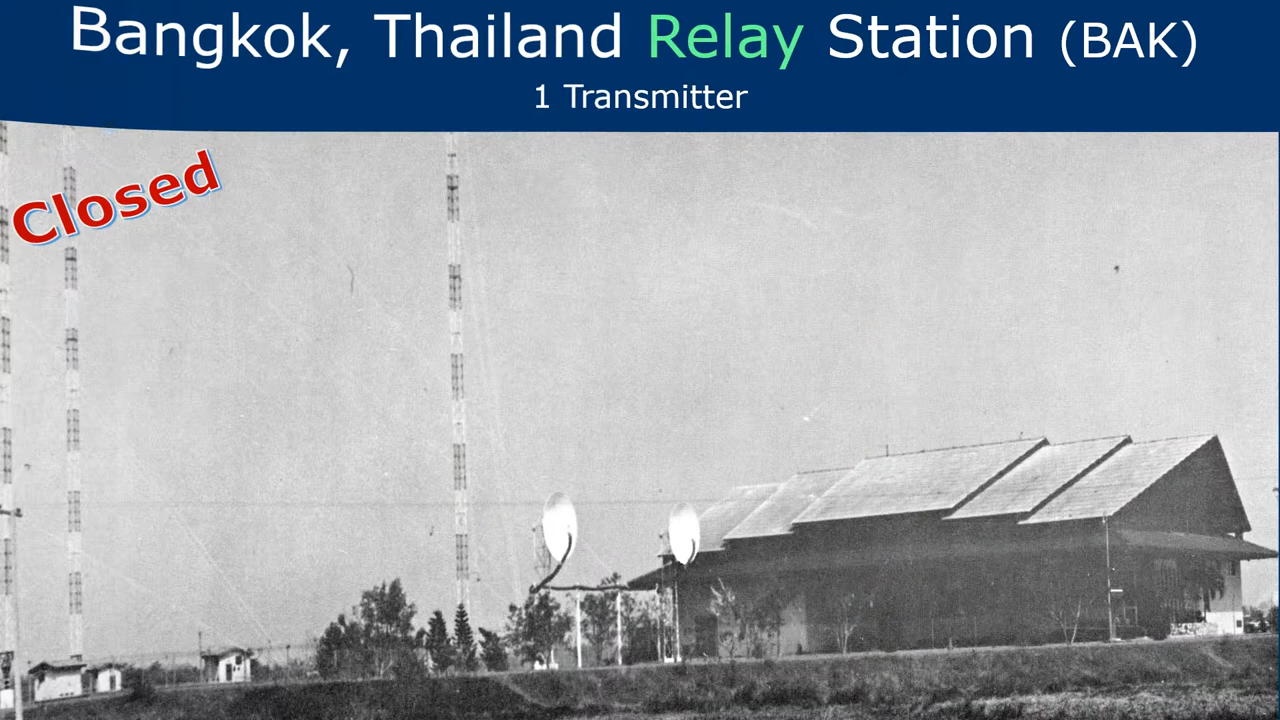 Bangkok, Thailand Relay Station (BAK)
1 Transmitter
Closed